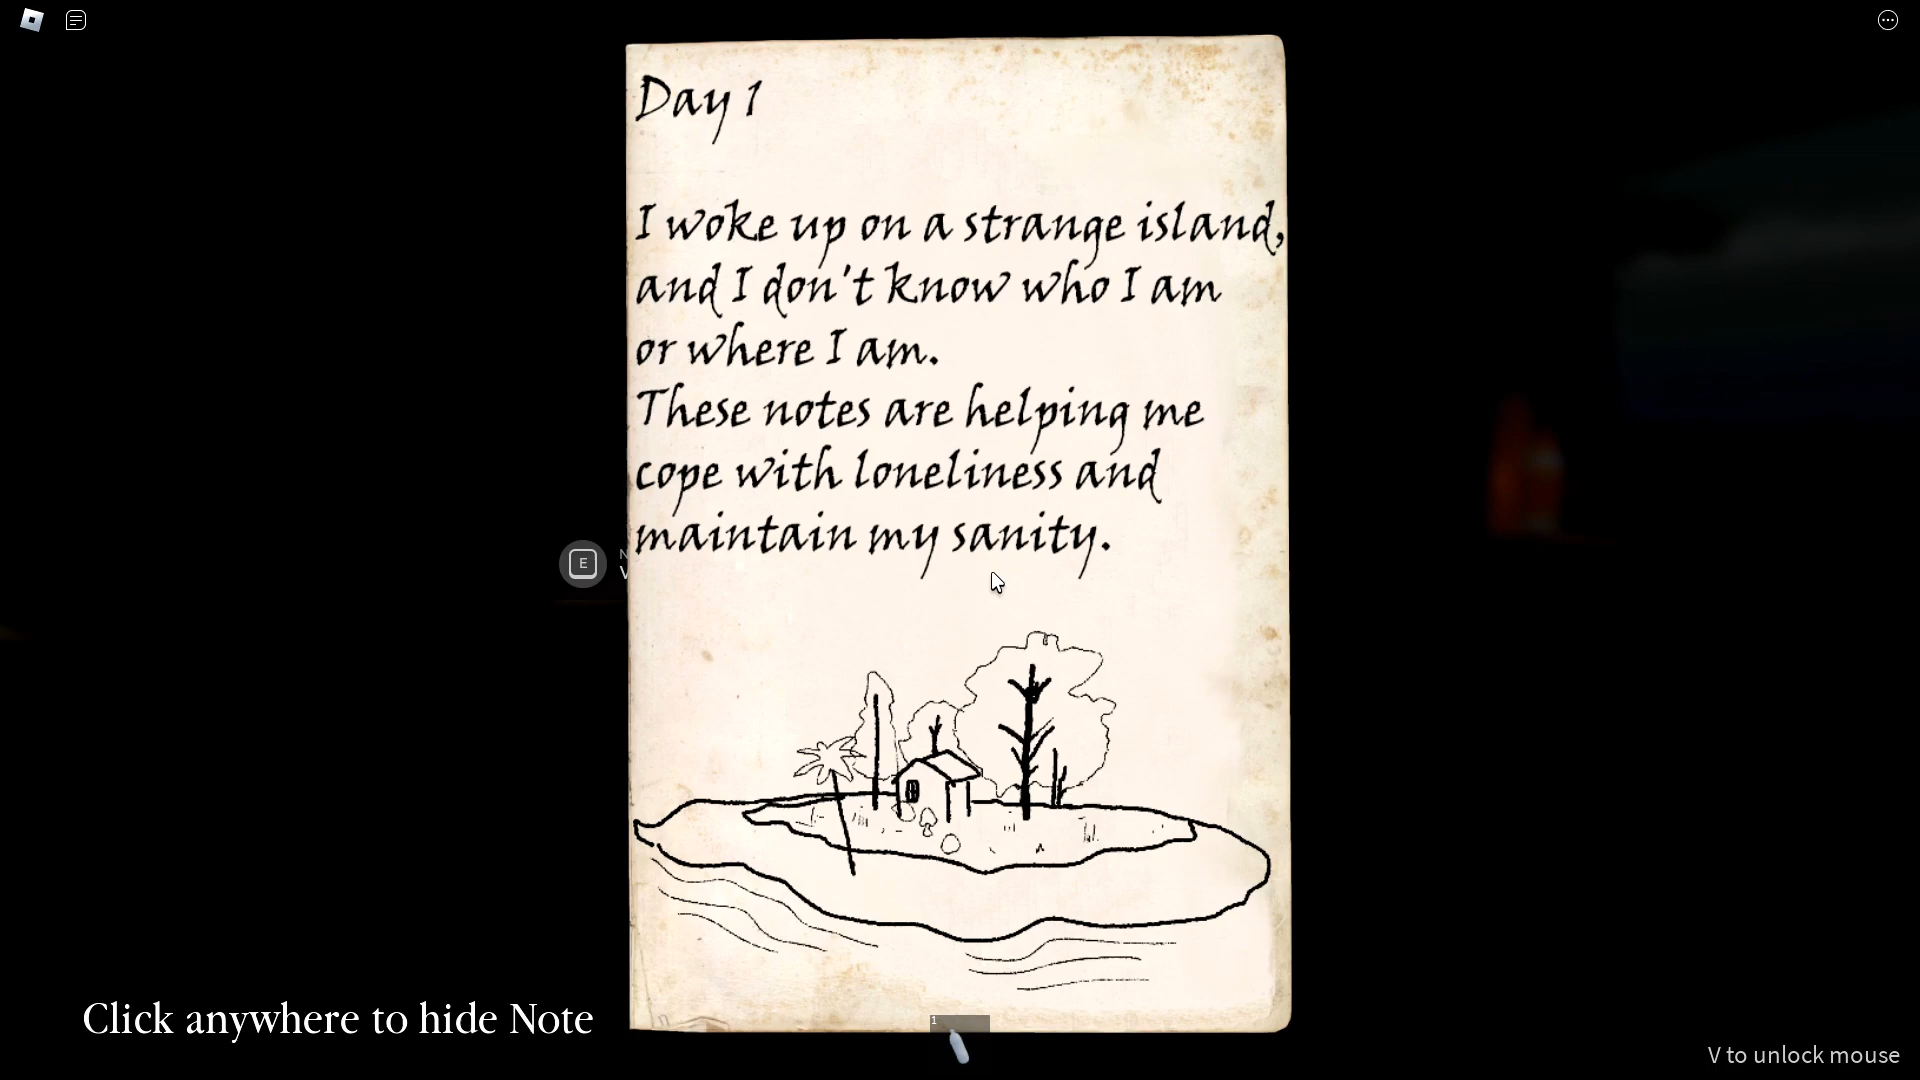 Day 1
I woke up on a strange island,
and I don't know who I am
or where I am.
These notes are helping me
cope with loneliness and
maintain my sanity.
E
Click anywhere to hide Note
1
V to unlock mouse